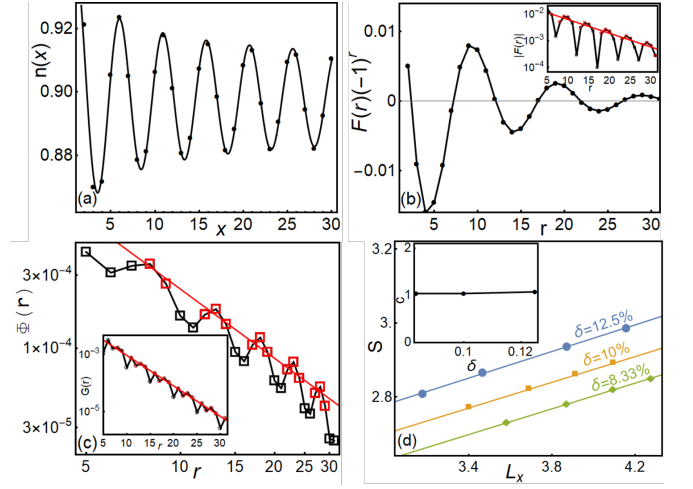 0.92
0.90
0.88
n(x)
(a)
5 10 15 20 25 30
x
0.01
0
−0.01
F(r)(−1)^r
(b)
5 10 15 20 25 30
r
10^−2
10^−4
|F(r)|
5 10 15 20 25 30
r
3×10^−4
1×10^−4
3×10^−5
Φ(r)
(c)
5 10 15 20 25 30
r
10^−3
10^−5
G(r)
5 10 15 20 25 30
r
3.2
3.
2.8
S
(d)
3.4 3.8 4.2
L_x
δ=12.5%
δ=10%
δ=8.33%
2
1
0
c
0.1 0.12
δ